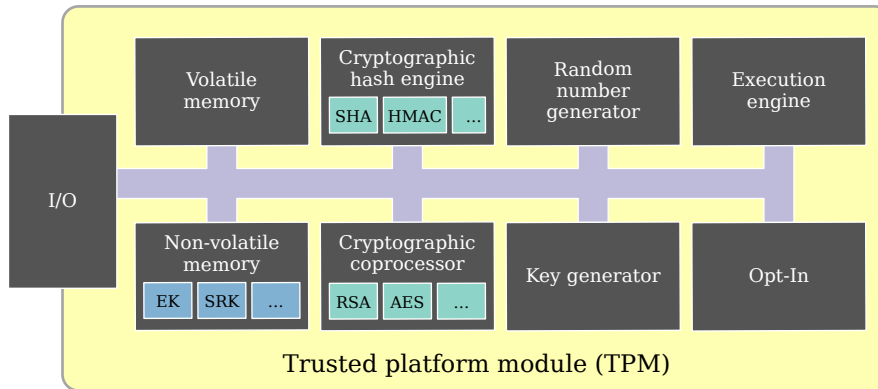 Volatile
memory
Cryptographic
hash engine
SHA HMAC ...
Random
number
generator
Execution
engine
I/O
Non-volatile
memory
EK SRK ...
Cryptographic
coprocessor
RSA AES ...
Key generator
Opt-In
Trusted platform module (TPM)